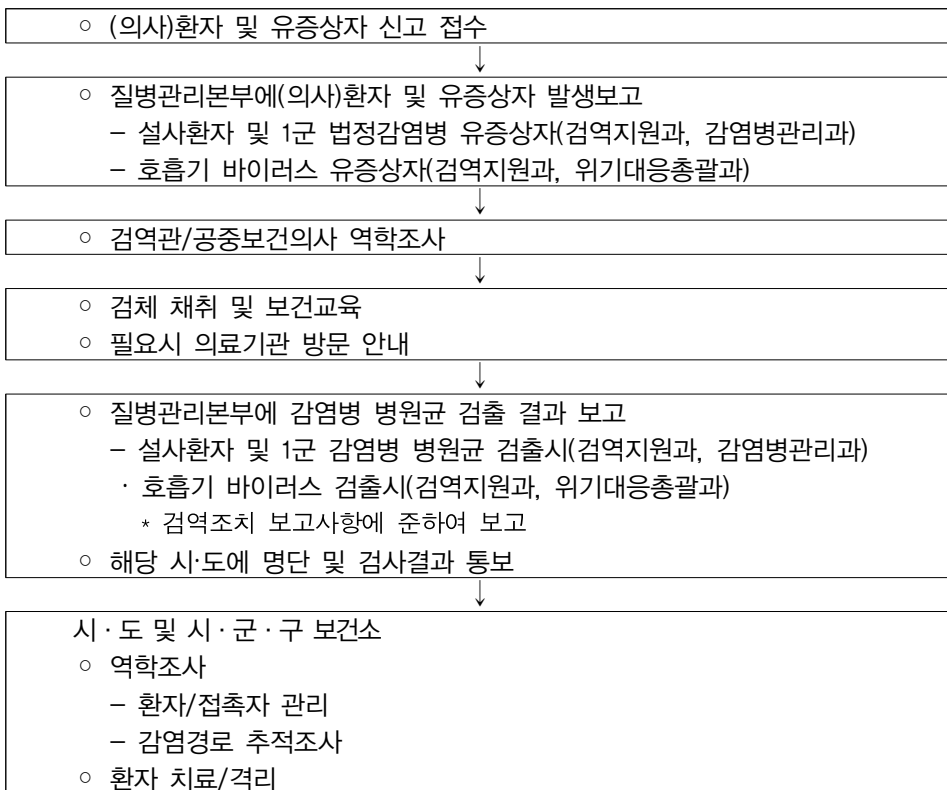 ○ (의사)환자 및 유증상자 신고 접수
↓
○ 질병관리본부에(의사)환자 및 유증상자 발생보고
– 설사환자 및 1군 법정감염병 유증상자(검역지원과, 감염병관리과)
– 호흡기 바이러스 유증상자(검역지원과, 위기대응총괄과)
↓
○ 검역관/공중보건의사 역학조사
↓
○ 검체 채취 및 보건교육
○ 필요시 의료기관 방문 안내
↓
○ 질병관리본부에 감염병 병원균 검출 결과 보고
– 설사환자 및 1군 감염병 병원균 검출시(검역지원과, 감염병관리과)
· 호흡기 바이러스 검출시(검역지원과, 위기대응총괄과)
* 검역조치 보고사항에 준하여 보고
○ 해당 시·도에 명단 및 검사결과 통보
↓
시·도 및 시·군·구 보건소
○ 역학조사
– 환자/접촉자 관리
– 감염경로 추적조사
○ 환자 치료/격리